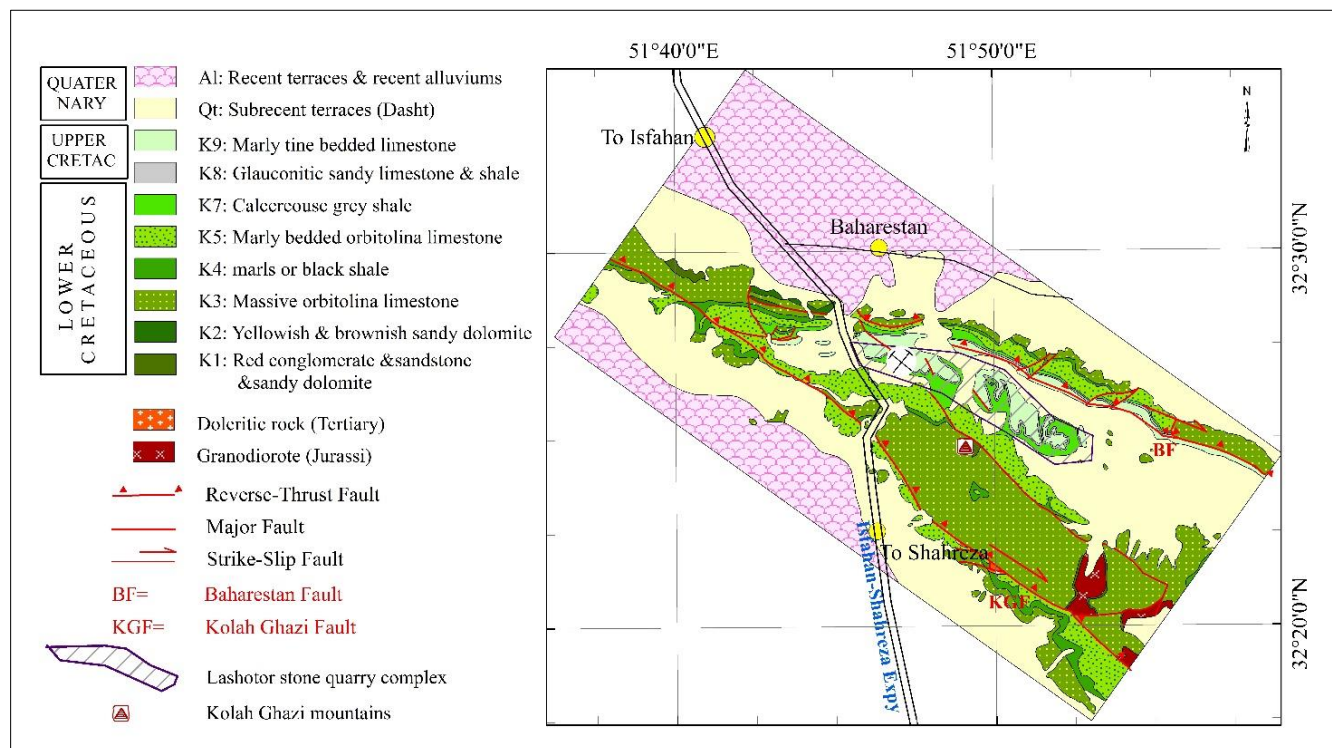 QUATER
NARY
UPPER
CRETAC
LOWER
CRETACEOUS
Al: Recent terraces & recent alluviums
Qt: Subrecent terraces (Dasht)
K9: Marly tine bedded limestone
K8: Glauconitic sandy limestone & shale
K7: Calcercouse grey shale
K5: Marly bedded orbitolina limestone
K4: marls or black shale
K3: Massive orbitolina limestone
K2: Yellowish & brownish sandy dolomite
K1: Red conglomerate &sandstone
&sandy dolomite
Dolcritic rock (Tertiary)
Granodiorote (Jurassi)
Reverse-Thrust Fault
Major Fault
Strike-Slip Fault
BF= Baharestan Fault
KGF= Kolah Ghazi Fault
Lashotor stone quarry complex
Kolah Ghazi mountains
51°40'0"E
51°50'0"E
N
To Isfahan
Baharestan
32°30'0"N
BF
To Shahreza
Isfahan-Shahreza Expy
KGF
32°20'0"N